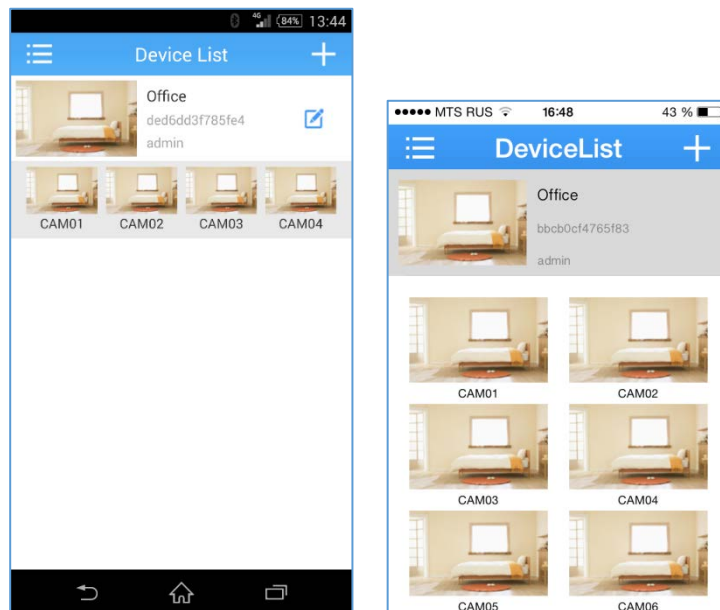 4G 84% 13:44
Device List
Office
ded6dd3f785fe4
admin
CAM01 CAM02 CAM03 CAM04
MTS RUS 16:48 43 %
DeviceList
Office
bbcb0cf4765f83
admin
CAM01 CAM02
CAM03 CAM04
CAM05 CAM06